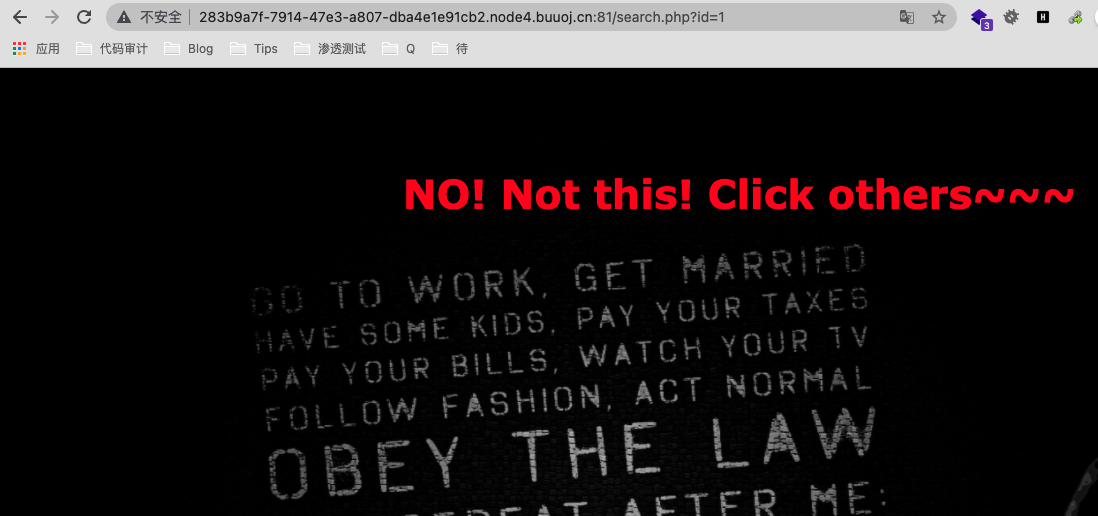 不安全 283b9a7f-7914-47e3-a807-dba4e1e91cb2.node4.buuoj.cn:81/search.php?id=1
3
H
应用 代码审计 Blog Tips 渗透测试 Q 待
NO! Not this! Click others~~~
GO TO WORK, GET MARRIED
HAVE SOME KIDS, PAY YOUR TAXES
PAY YOUR BILLS, WATCH YOUR TV
FOLLOW FASHION, ACT NORMAL
OBEY THE LAW
REPEAT AFTER ME: